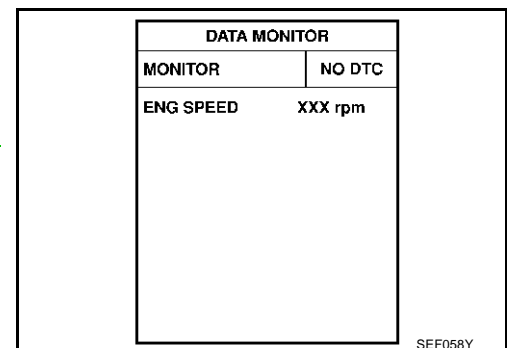 DATA MONITOR
MONITOR NO DTC
ENG SPEED XXX rpm
SEF058Y